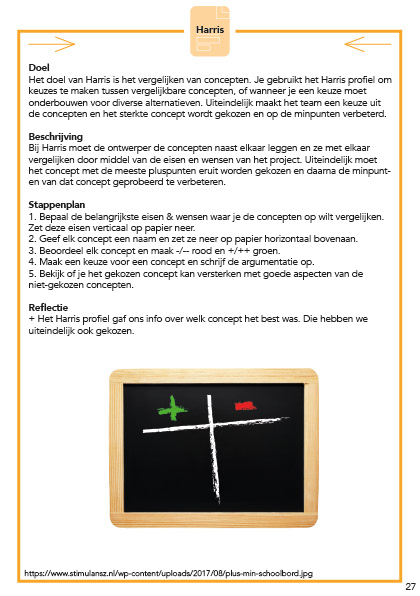 Harris
Doel
Het doel van Harris is het vergelijken van concepten. Je gebruikt het Harris profiel om
keuzes te maken tussen vergelijkbare concepten, of wanneer je een keuze moet
onderbouwen voor diverse alternatieven. Uiteindelijk maakt het team een keuze uit
de concepten en het sterkte concept wordt gekozen en op de minpunten verbeterd.
Beschrijving
Bij Harris moet de ontwerper de concepten naast elkaar leggen en ze met elkaar
vergelijken door middel van de eisen en wensen van het project. Uiteindelijk moet
het concept met de meeste pluspunten eruit worden gekozen en daarna de minpunt-
en van dat concept geprobeerd te verbeteren.
Stappenplan
1. Bepaal de belangrijkste eisen & wensen waar je de concepten op wilt vergelijken.
Zet deze eisen verticaal op papier neer.
2. Geef elk concept een naam en zet ze neer op papier horizontaal bovenaan.
3. Beoordeel elk concept en maak -/-- rood en +/++ groen.
4. Maak een keuze voor een concept en schrijf de argumentatie op.
5. Bekijk of je het gekozen concept kan versterken met goede aspecten van de
niet-gekozen concepten.
Reflectie
+ Het Harris profiel gaf ons info over welk concept het best was. Die hebben we
uiteindelijk ook gekozen.
+ -
https://www.stimulansz.nl/wp-content/uploads/2017/08/plus-min-schoolbord.jpg
27